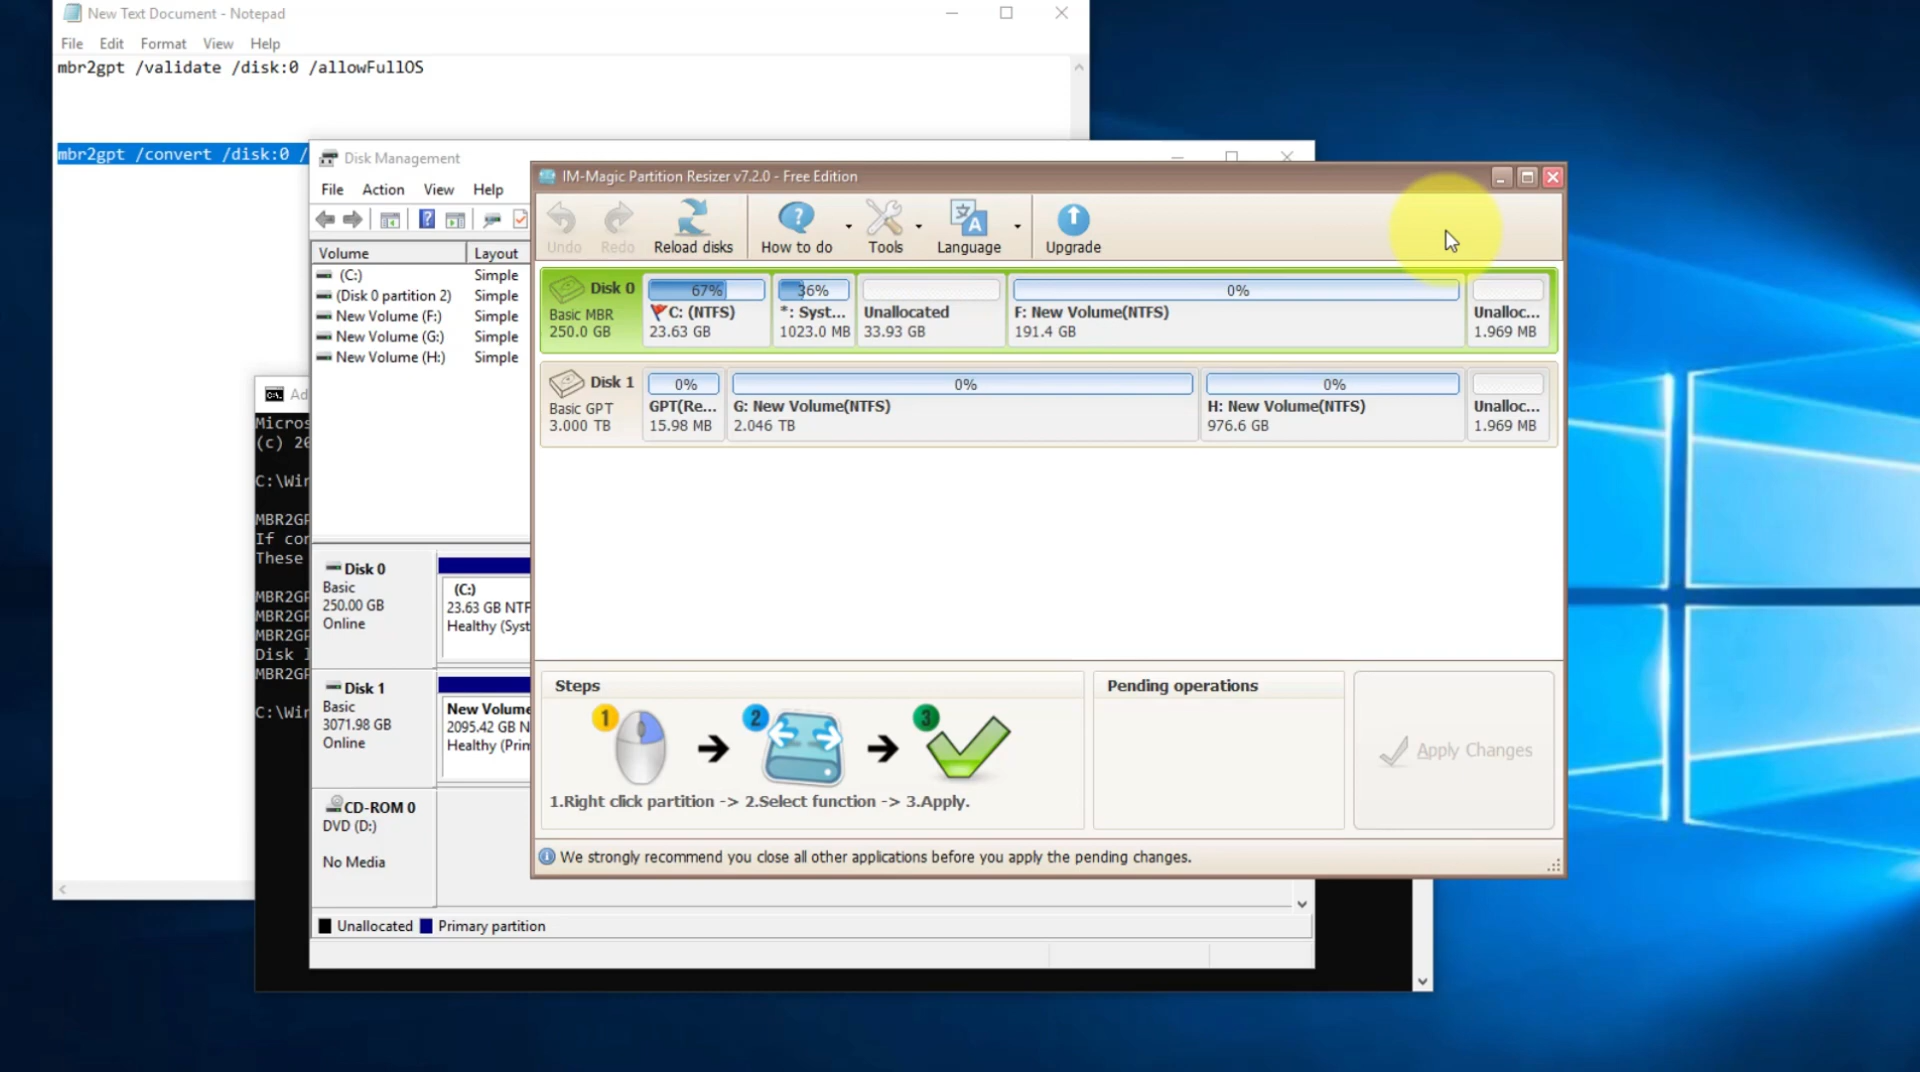 New Text Document - Notepad
File Edit Format View Help
mbr2gpt /validate /disk:0 /allowFullOS
mbr2gpt /convert /disk:0 /
Disk Management
File Action View Help
Volume Layout
(C:) Simple
(Disk 0 partition 2) Simple
New Volume (F:) Simple
New Volume (G:) Simple
New Volume (H:) Simple
Disk 0
Basic
250.00 GB
Online
(C:)
23.63 GB NTF
Healthy (Syst
Disk 1
Basic
3071.98 GB
Online
New Volume
2095.42 GB N
Healthy (Prin
CD-ROM 0
DVD (D:)
No Media
Unallocated Primary partition
Ad
Micros
(c) 20
C:\Win
MBR2GP
If con
These
MBR2GP
MBR2GP
MBR2GP
Disk l
MBR2GP
C:\Win
IM-Magic Partition Resizer v7.2.0 - Free Edition
Undo Redo Reload disks How to do Tools Language Upgrade
Disk 0
Basic MBR
250.0 GB
67%
C: (NTFS)
23.63 GB
36%
*: Syst...
1023.0 MB
Unallocated
33.93 GB
0%
F: New Volume(NTFS)
191.4 GB
Unalloc...
1.969 MB
Disk 1
Basic GPT
3.000 TB
0%
GPT(Re...
15.98 MB
0%
G: New Volume(NTFS)
2.046 TB
0%
H: New Volume(NTFS)
976.6 GB
Unalloc...
1.969 MB
Steps
1 2 3
1.Right click partition -> 2.Select function -> 3.Apply.
Pending operations
Apply Changes
We strongly recommend you close all other applications before you apply the pending changes.